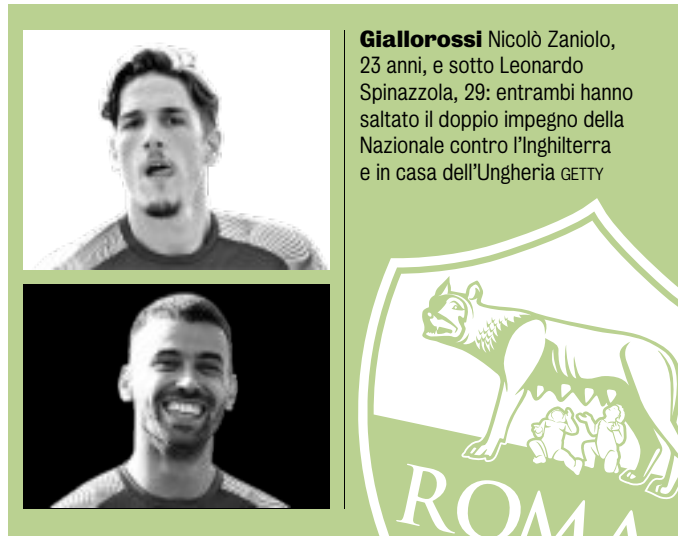 Giallorossi Nicolò Zaniolo,
23 anni, e sotto Leonardo
Spinazzola, 29: entrambi hanno
saltato il doppio impegno della
Nazionale contro l'Inghilterra
e in casa dell'Ungheria GETTY
ROMA